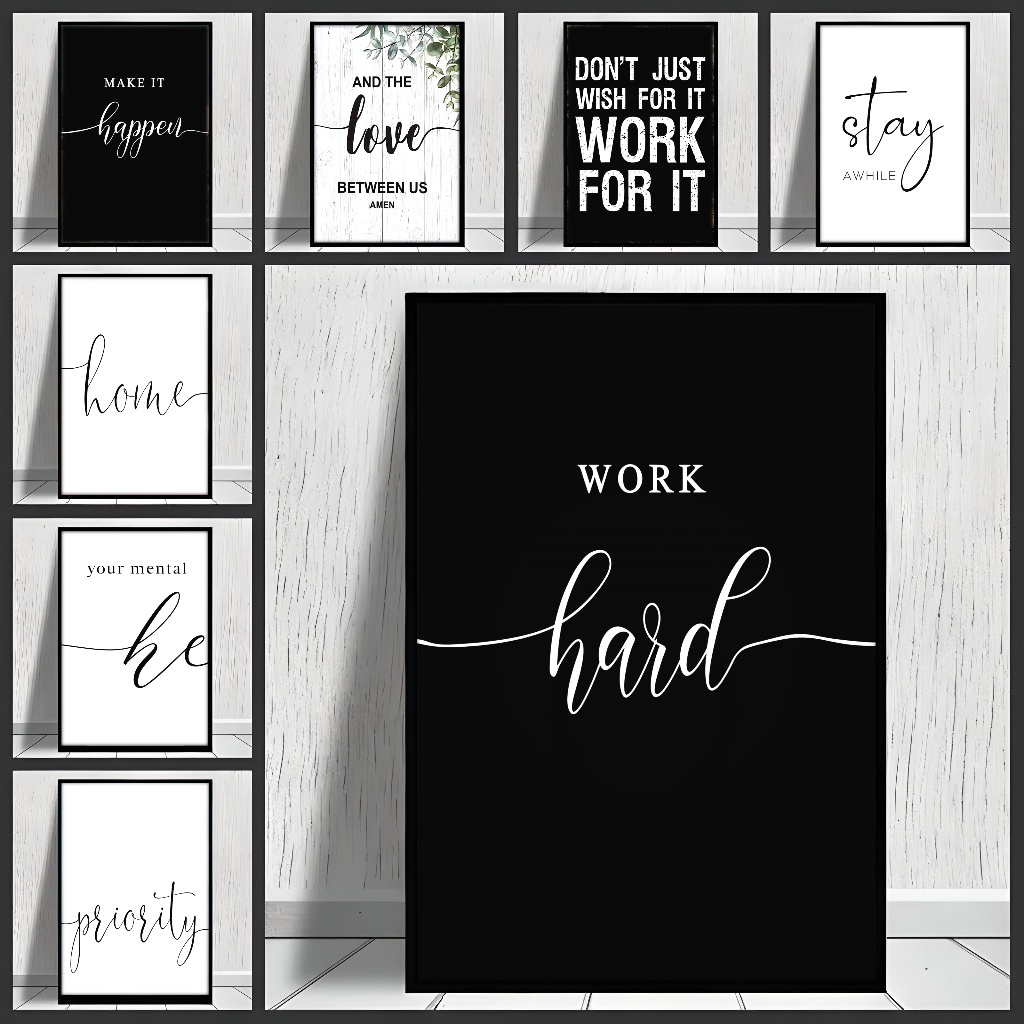 MAKE IT
happen
AND THE
love
BETWEEN US
AMEN
DON'T JUST
WISH FOR IT
WORK
FOR IT
stay
AWHILE
home
WORK
hard
your mental
he
priority